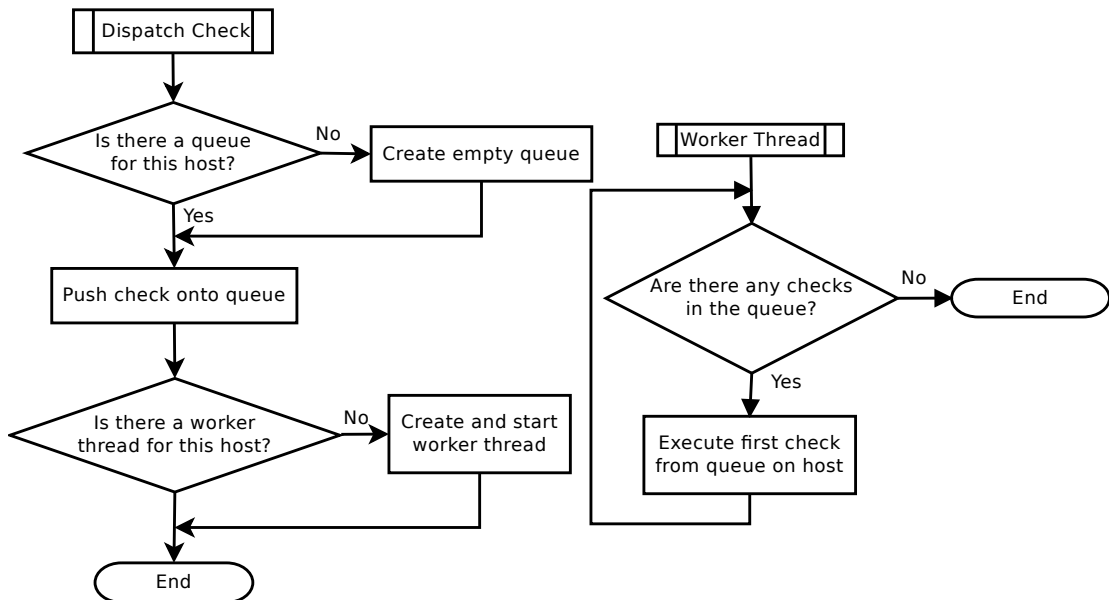 Dispatch Check
Is there a queue
for this host?
No
Create empty queue
Yes
Push check onto queue
Is there a worker
thread for this host?
No
Create and start
worker thread
End
Worker Thread
Are there any checks
in the queue?
No
End
Yes
Execute first check
from queue on host